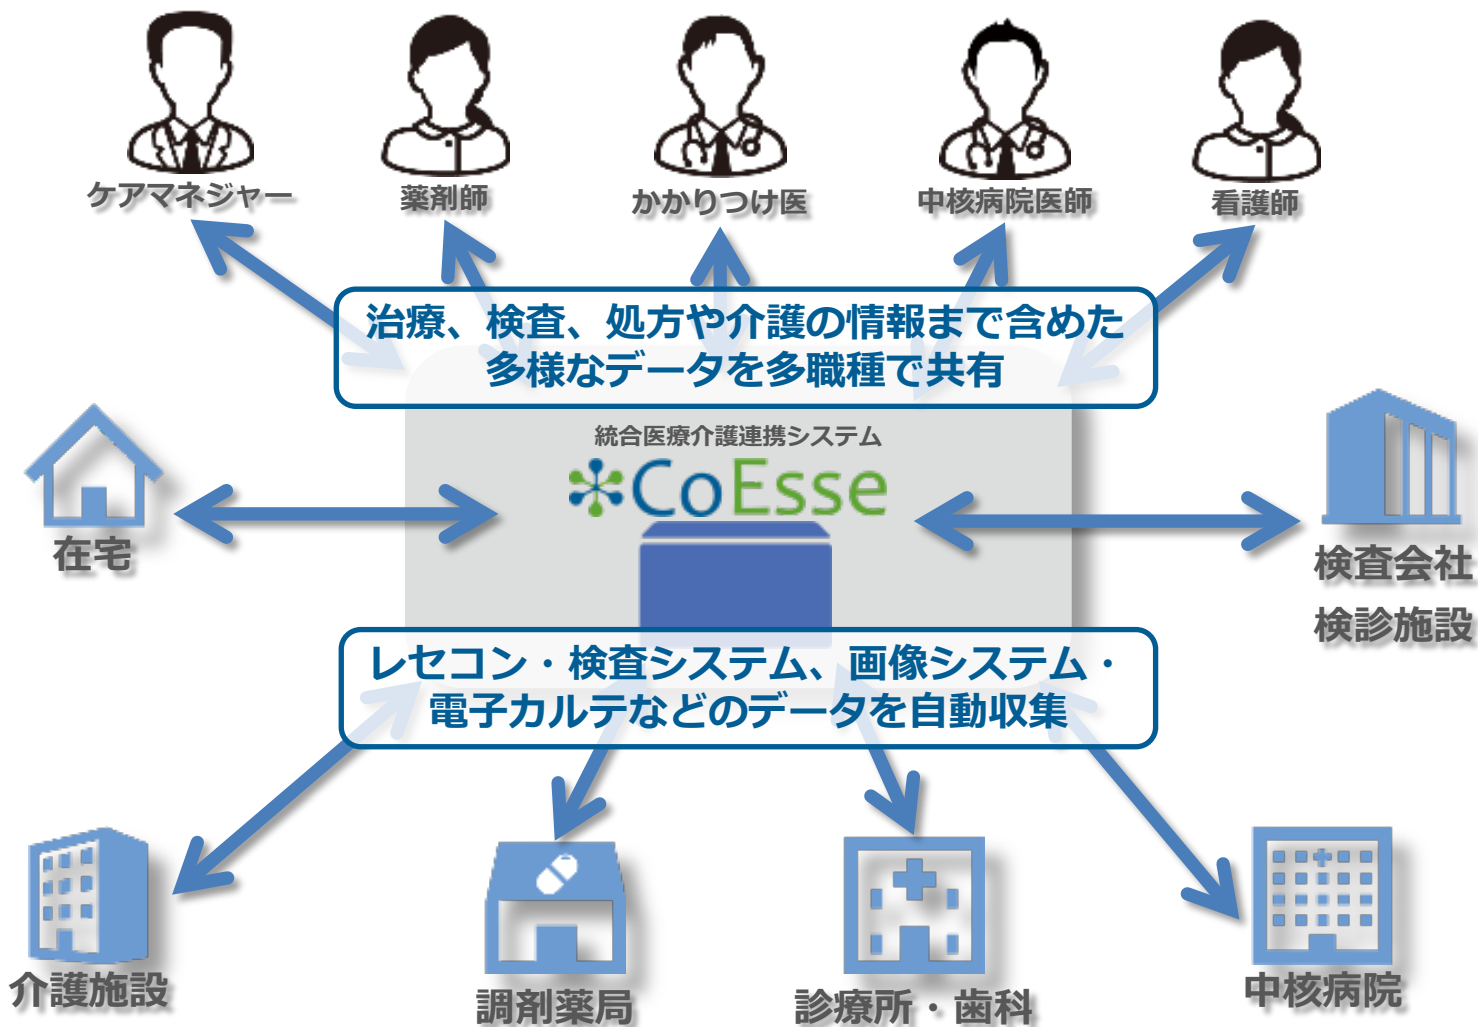 ケアマネジャー
薬剤師
かかりつけ医
中核病院医師
看護師
治療、検査、処方や介護の情報まで含めた
多様なデータを多職種で共有
統合医療介護連携システム
CoEsse
在宅
検査会社
検診施設
レセコン・検査システム、画像システム・
電子カルテなどのデータを自動収集
介護施設
調剤薬局
診療所・歯科
中核病院